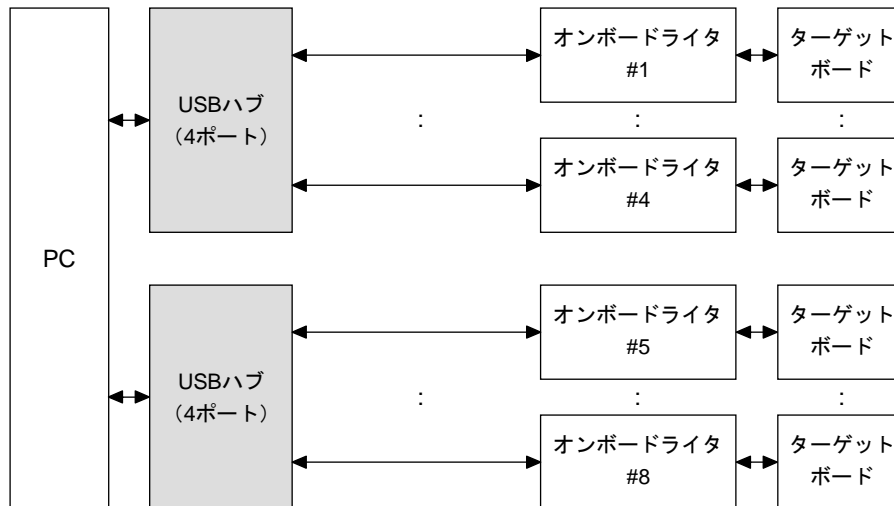 PC
USBハブ
（4ポート）
オンボードライタ
#1
ターゲット
ボード
:
:
:
オンボードライタ
#4
ターゲット
ボード
USBハブ
（4ポート）
オンボードライタ
#5
ターゲット
ボード
:
:
:
オンボードライタ
#8
ターゲット
ボード